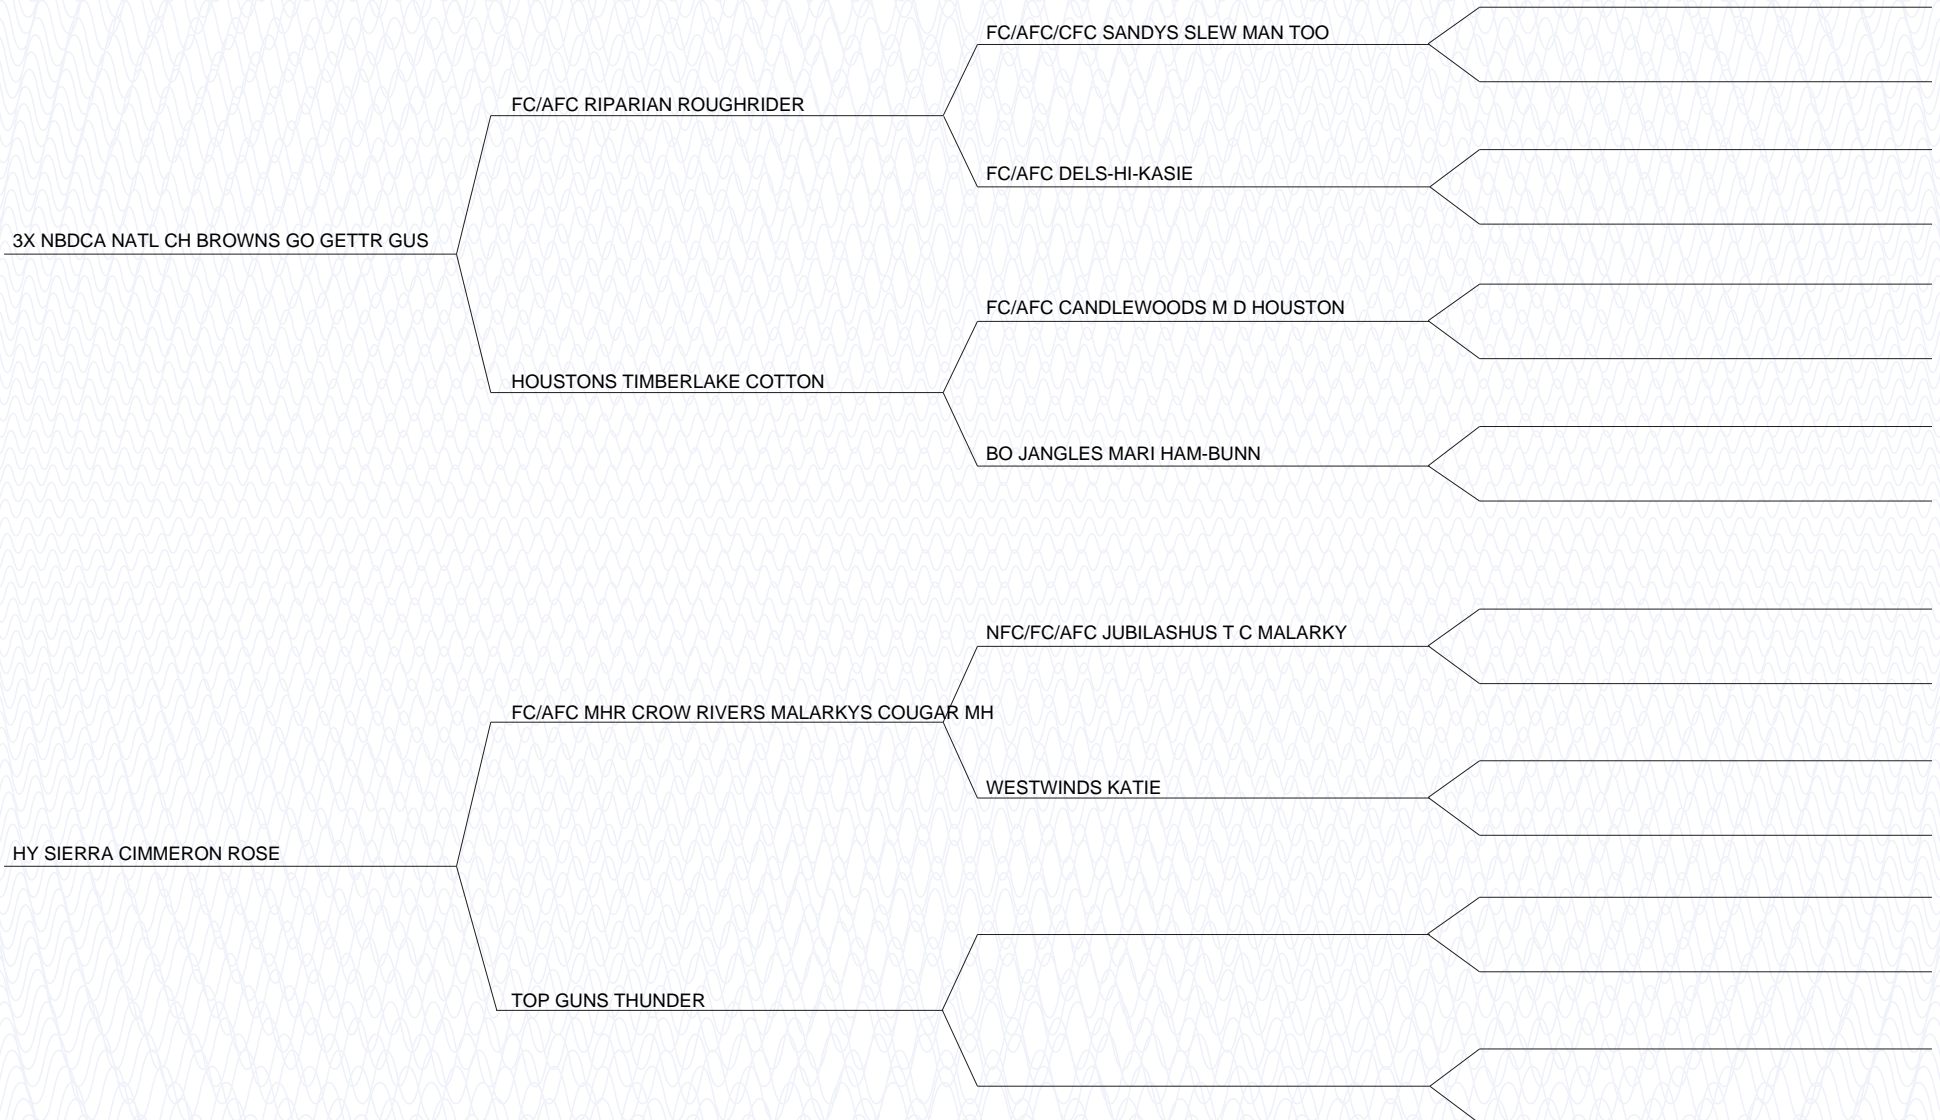 FC/AFC/CFC SANDYS SLEW MAN TOO
FC/AFC RIPARIAN ROUGHRIDER
FC/AFC DELS-HI-KASIE
3X NBDCA NATL CH BROWNS GO GETTR GUS
FC/AFC CANDLEWOODS M D HOUSTON
HOUSTONS TIMBERLAKE COTTON
BO JANGLES MARI HAM-BUNN
NFC/FC/AFC JUBILASHUS T C MALARKY
FC/AFC MHR CROW RIVERS MALARKYS COUGAR MH
WESTWINDS KATIE
HY SIERRA CIMMERON ROSE
TOP GUNS THUNDER